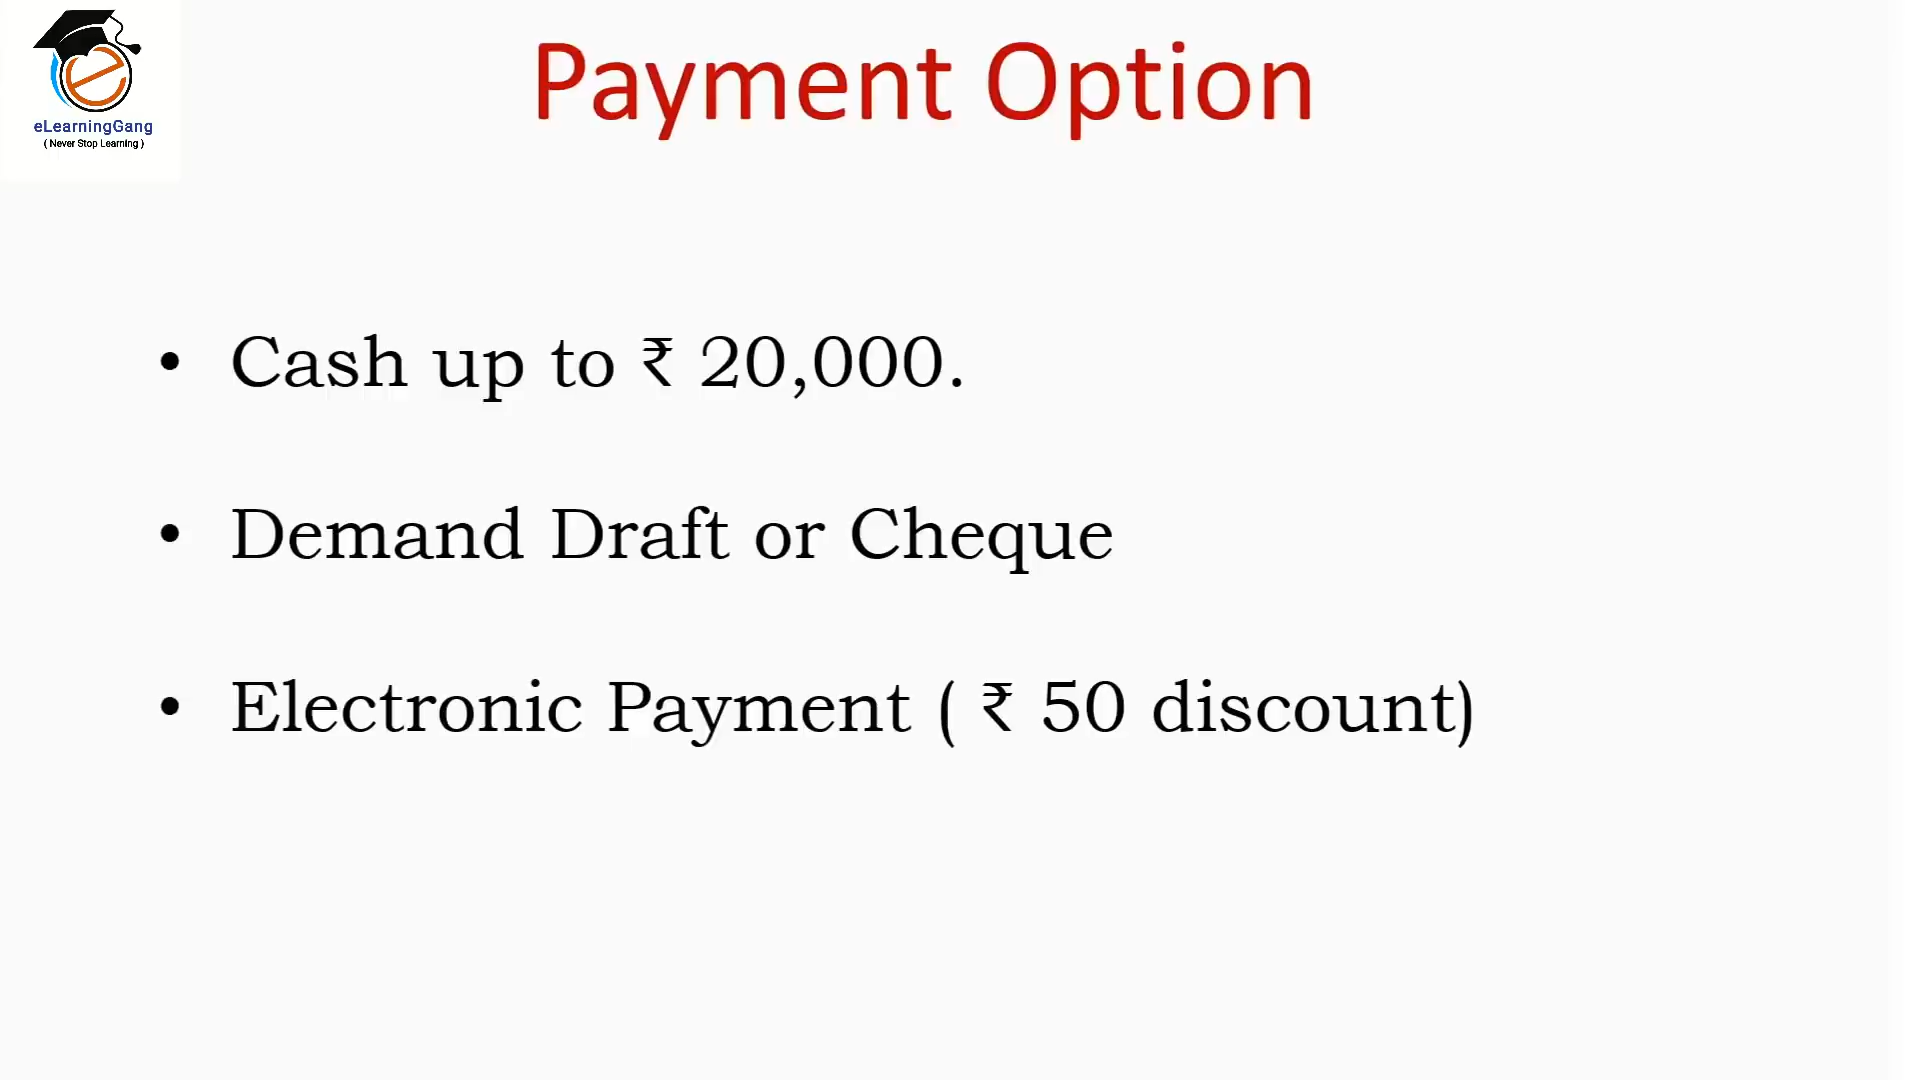 eLearningGang
( Never Stop Learning )
Payment Option
• Cash up to ₹ 20,000.
• Demand Draft or Cheque
• Electronic Payment ( ₹ 50 discount)